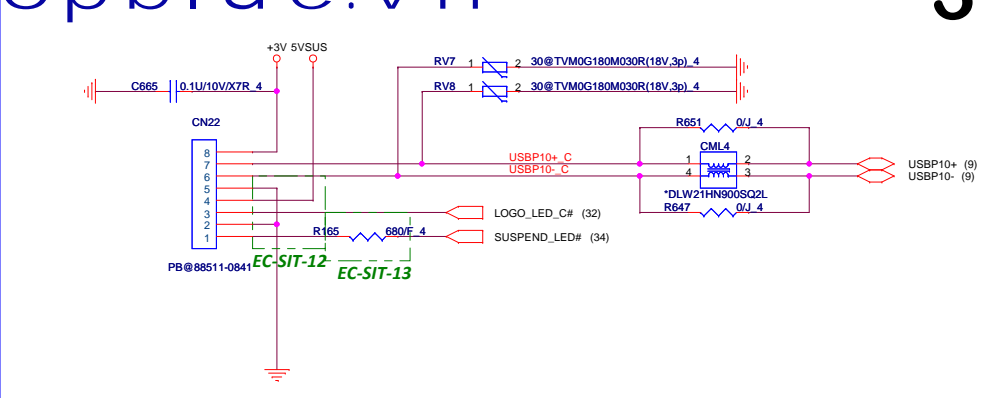 +3V 5VSUS
RV7 1 2 30@TVM0G180M030R(18V,3p)_4
C665 0.1U/10V/X7R_4
RV8 1 2 30@TVM0G180M030R(18V,3p)_4
CN22
R651 0/J_4
CML4
8
7
6
5
4
3
2
1
USBP10+_C
USBP10-_C
1 2
4 3
USBP10+ (9)
USBP10- (9)
*DLW21HN900SQ2L
R647 0/J_4
LOGO_LED_C# (32)
R165 680/F_4
SUSPEND_LED# (34)
PB@88511-0841
EC-SIT-12
EC-SIT-13